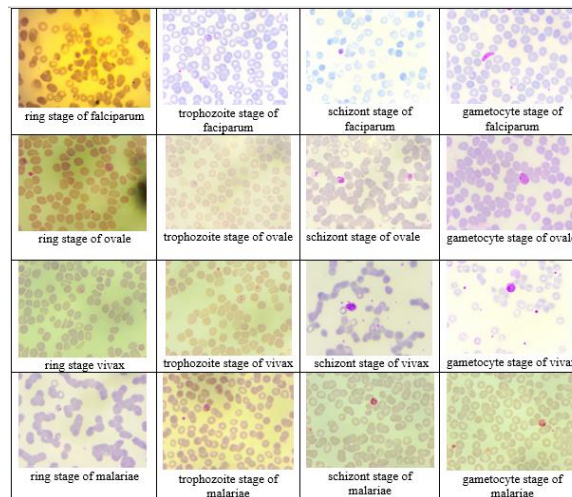 ring stage of falciparum
trophozoite stage of
faciparum
schizont stage of
faciparum
gametocyte stage of
falciparum
ring stage of ovale
trophozoite stage of ovale
schizont stage of ovale
gametocyte stage of ovale
ring stage vivax
trophozoite stage of vivax
schizont stage of vivax
gametocyte stage of vivax
ring stage of malariae
trophozoite stage of
malariae
schizont stage of
malariae
gametocyte stage of
malariae